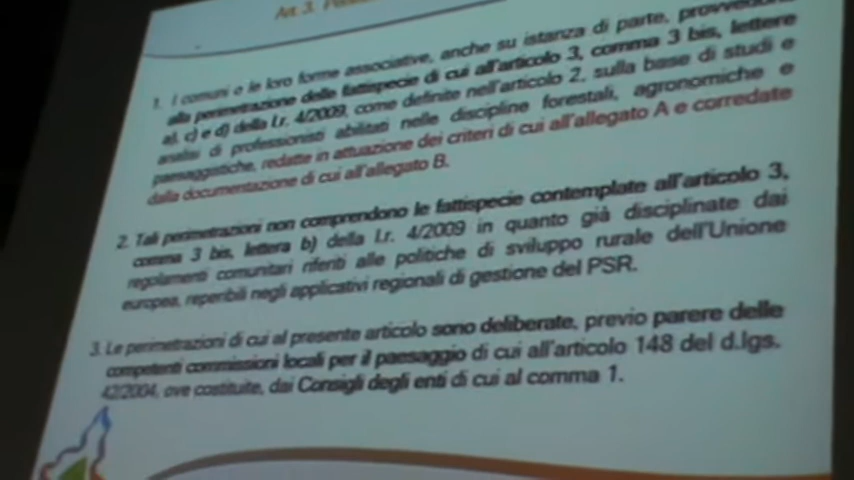 Art. 3.
1. I comuni o le loro forme associative, anche su istanza di parte, provvedono
alla perimetrazione delle fattispecie di cui all'articolo 3, comma 3 bis, lettere
a), c) e d) della l.r. 4/2009, come definite nell'articolo 2, sulla base di studi e
analisi di professionisti abilitati nelle discipline forestali, agronomiche e
paesaggistiche, redatte in attuazione dei criteri di cui all'allegato A e corredate
dalla documentazione di cui all'allegato B.
2. Tali perimetrazioni non comprendono le fattispecie contemplate all'articolo 3,
comma 3 bis, lettera b) della l.r. 4/2009 in quanto già disciplinate dai
regolamenti comunitari riferiti alle politiche di sviluppo rurale dell'Unione
europea, reperibili negli applicativi regionali di gestione del PSR.
3. Le perimetrazioni di cui al presente articolo sono deliberate, previo parere delle
competenti commissioni locali per il paesaggio di cui all'articolo 148 del d.lgs.
42/2004, ove costituite, dai Consigli degli enti di cui al comma 1.